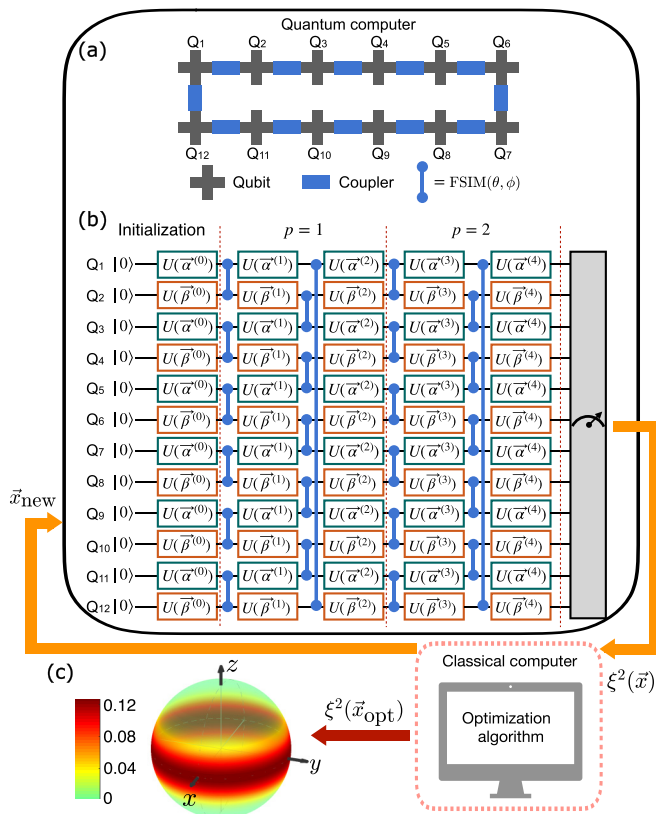 Quantum computer
(a)
Q1 Q2 Q3 Q4 Q5 Q6
Q12 Q11 Q10 Q9 Q8 Q7
Qubit Coupler = FSIM(θ, ϕ)
(b)
Initialization p = 1 p = 2
Q1 |0⟩ U(α⃗(0)) U(α⃗(1)) U(α⃗(2)) U(α⃗(3)) U(α⃗(4))
Q2 |0⟩ U(β⃗(0)) U(β⃗(1)) U(β⃗(2)) U(β⃗(3)) U(β⃗(4))
Q3 |0⟩ U(α⃗(0)) U(α⃗(1)) U(α⃗(2)) U(α⃗(3)) U(α⃗(4))
Q4 |0⟩ U(β⃗(0)) U(β⃗(1)) U(β⃗(2)) U(β⃗(3)) U(β⃗(4))
Q5 |0⟩ U(α⃗(0)) U(α⃗(1)) U(α⃗(2)) U(α⃗(3)) U(α⃗(4))
Q6 |0⟩ U(β⃗(0)) U(β⃗(1)) U(β⃗(2)) U(β⃗(3)) U(β⃗(4))
Q7 |0⟩ U(α⃗(0)) U(α⃗(1)) U(α⃗(2)) U(α⃗(3)) U(α⃗(4))
Q8 |0⟩ U(β⃗(0)) U(β⃗(1)) U(β⃗(2)) U(β⃗(3)) U(β⃗(4))
Q9 |0⟩ U(α⃗(0)) U(α⃗(1)) U(α⃗(2)) U(α⃗(3)) U(α⃗(4))
Q10 |0⟩ U(β⃗(0)) U(β⃗(1)) U(β⃗(2)) U(β⃗(3)) U(β⃗(4))
Q11 |0⟩ U(α⃗(0)) U(α⃗(1)) U(α⃗(2)) U(α⃗(3)) U(α⃗(4))
Q12 |0⟩ U(β⃗(0)) U(β⃗(1)) U(β⃗(2)) U(β⃗(3)) U(β⃗(4))
x⃗new
(c)
z
Classical computer
ξ²(x⃗)
0.12
0.08
0.04
0
x
y
ξ²(x⃗opt)
Optimization
algorithm